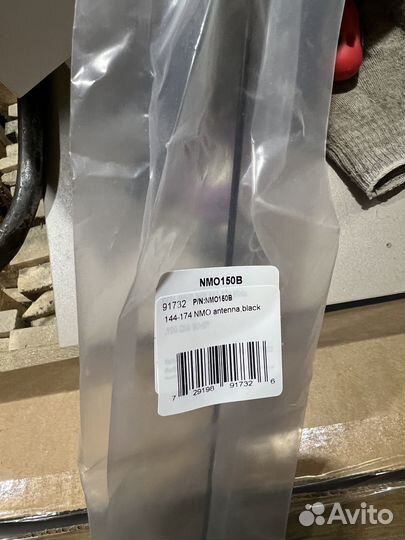 NMO150B
91732 P/N:NMO150B
144-174 NMO antenna,black
7 29198 91732 6
Avito